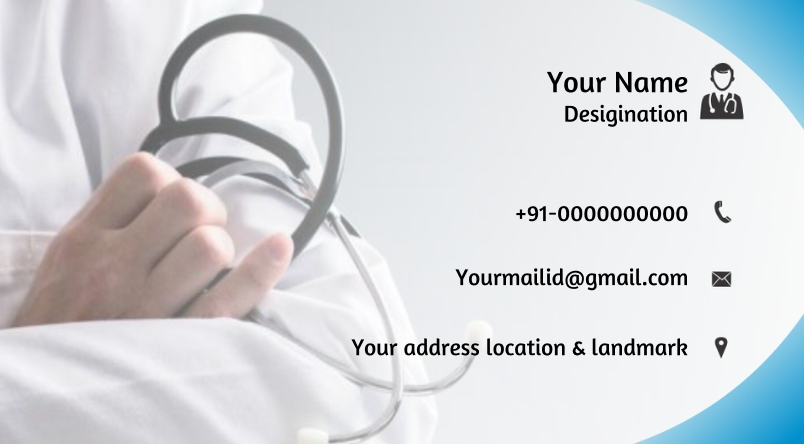 Your Name
Desigination
+91-0000000000
Yourmailid@gmail.com
Your address location & landmark